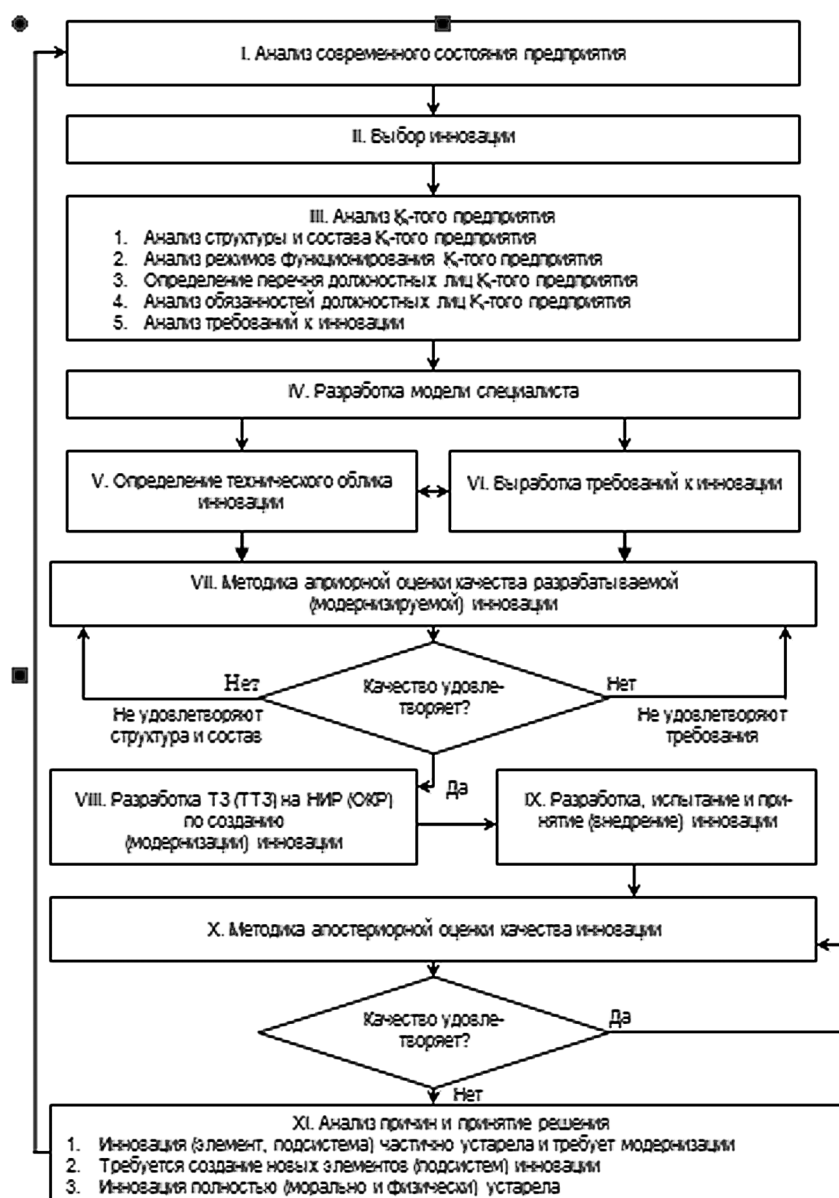 I. Анализ современного состояния предприятия
II. Выбор инновации
III. Анализ Қ-того предприятия
1. Анализ структуры и состава Қ-того предприятия
2. Анализ режимов функционирования Қ-того предприятия
3. Определение перечня должностных лиц Қ-того предприятия
4. Анализ обязанностей должностных лиц Қ-того предприятия
5. Анализ требований к инновации
IV. Разработка модели специалиста
V. Определение технического облика
инновации
VI. Выработка требований к инновации
VII. Методика априорной оценки качества разрабатываемой
(модернизируемой) инновации
Нет
Качество удовле-
творяет?
Нет
Не удовлетворяют
структура и состав
Не удовлетворяют
требования
Да
VIII. Разработка ТЗ (ТТЗ) на НИР (ОКР)
по созданию
(модернизации) инновации
IX. Разработка, испытание и при-
нятие (внедрение) инновации
X. Методика апостериорной оценки качества инновации
Качество удовле-
творяет?
Да
Нет
XI. Анализ причин и принятие решения
1. Инновация (элемент, подсистема) частично устарела и требует модернизации
2. Требуется создание новых элементов (подсистем) инновации
3. Инновация полностью (морально и физически) устарела